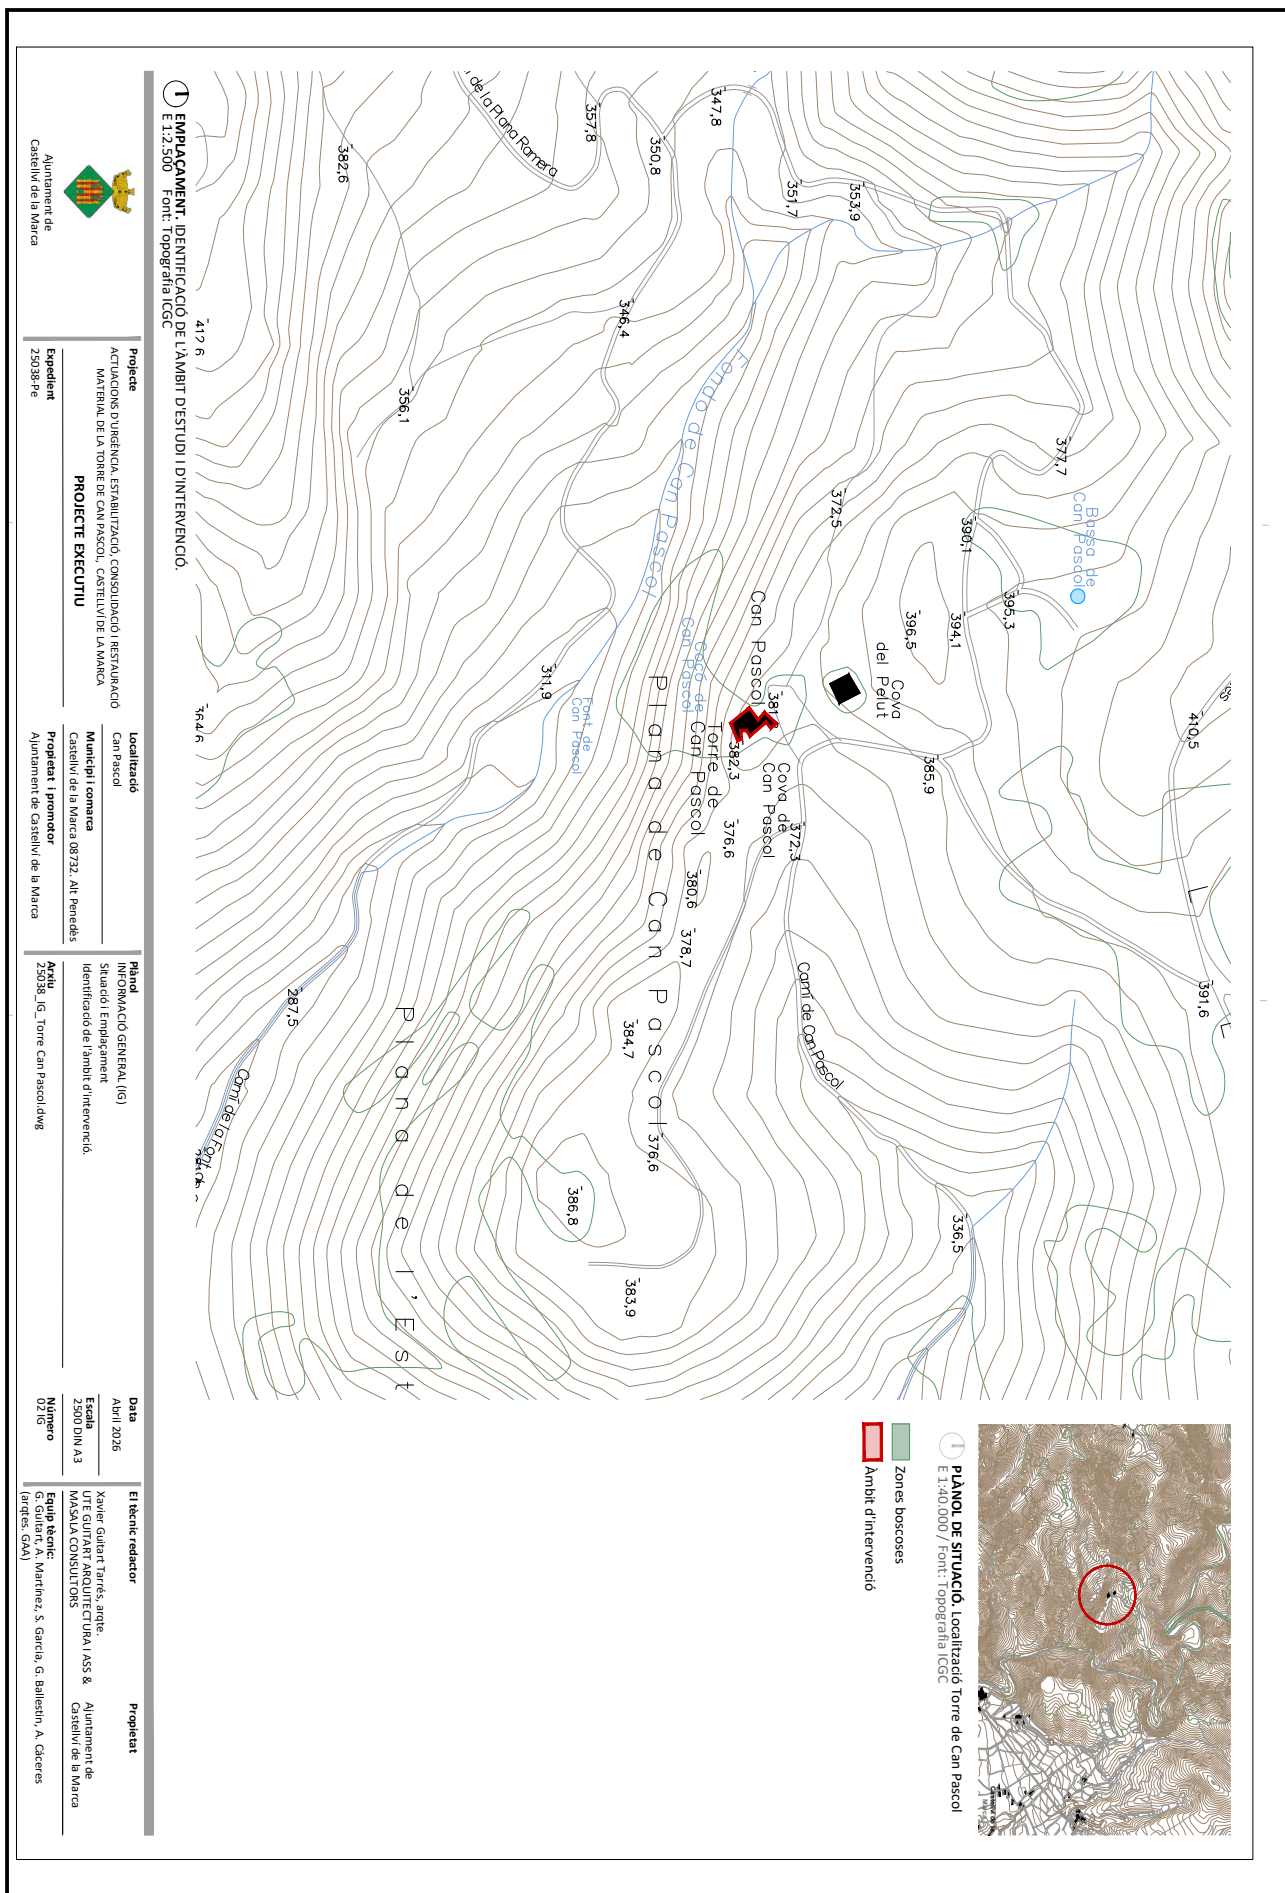 PLÀNOL DE SITUACIÓ. Localització Torre de Can Pascol
E 1:40.000 / Font: Topografia ICGC
Zones boscoses
Àmbit d'intervenció
410,5
391,6
Bassa de
Can Pascol
377,7
395,3
390,1
394,1
396,5
385,9
336,5
Cova
del Pelut
353,9
351,7
372,5
347,8
Can Pascol
381
382,3
Cova de
Can Pascol
372,3
Camí de Can Pascol
Torre de
Can Pascol
376,6
380,6
378,7
Cocó de
Can Pascol
Fondo de Can Pascol
Plana de Can Pascol
384,7
376,6
383,9
386,8
350,8
357,8
de la Plana Romera
346,4
311,9
Font de
Can Pascol
382,6
356,1
Plana de l'Est
287,5
Camí de la Font
412,6
364,6
EMPLAÇAMENT. IDENTIFICACIÓ DE L'ÀMBIT D'ESTUDI I D'INTERVENCIÓ.
E 1:2.500 Font: Topografia ICGC
Ajuntament de
Castellví de la Marca
Projecte
ACTUACIONS D'URGÈNCIA. ESTABILITZACIÓ, CONSOLIDACIÓ I RESTAURACIÓ
MATERIAL DE LA TORRE DE CAN PASCOL, CASTELLVÍ DE LA MARCA
PROJECTE EXECUTIU
Expedient
25038-Pe
Localització
Can Pascol
Municipi i comarca
Castellví de la Marca 08732. Alt Penedès
Propietat i promotor
Ajuntament de Castellví de la Marca
Plànol
INFORMACIÓ GENERAL (IG)
Situació i Emplaçament
Identificació de l'àmbit d'intervenció.
Arxiu
25038_IG_Torre Can Pascol.dwg
Data
Abril 2026
Escala
2500 DIN A3
Número
02 IG
El tècnic redactor
Xavier Guitart Tarrés, arqte.
UTE GUITART ARQUITECTURA I ASS &
MASALA CONSULTORS
Equip tècnic:
G. Guitart, A. Martínez, S. Garcia, G. Ballestin, A. Cáceres
(arqtes. GAA)
Propietat
Ajuntament de
Castellví de la Marca